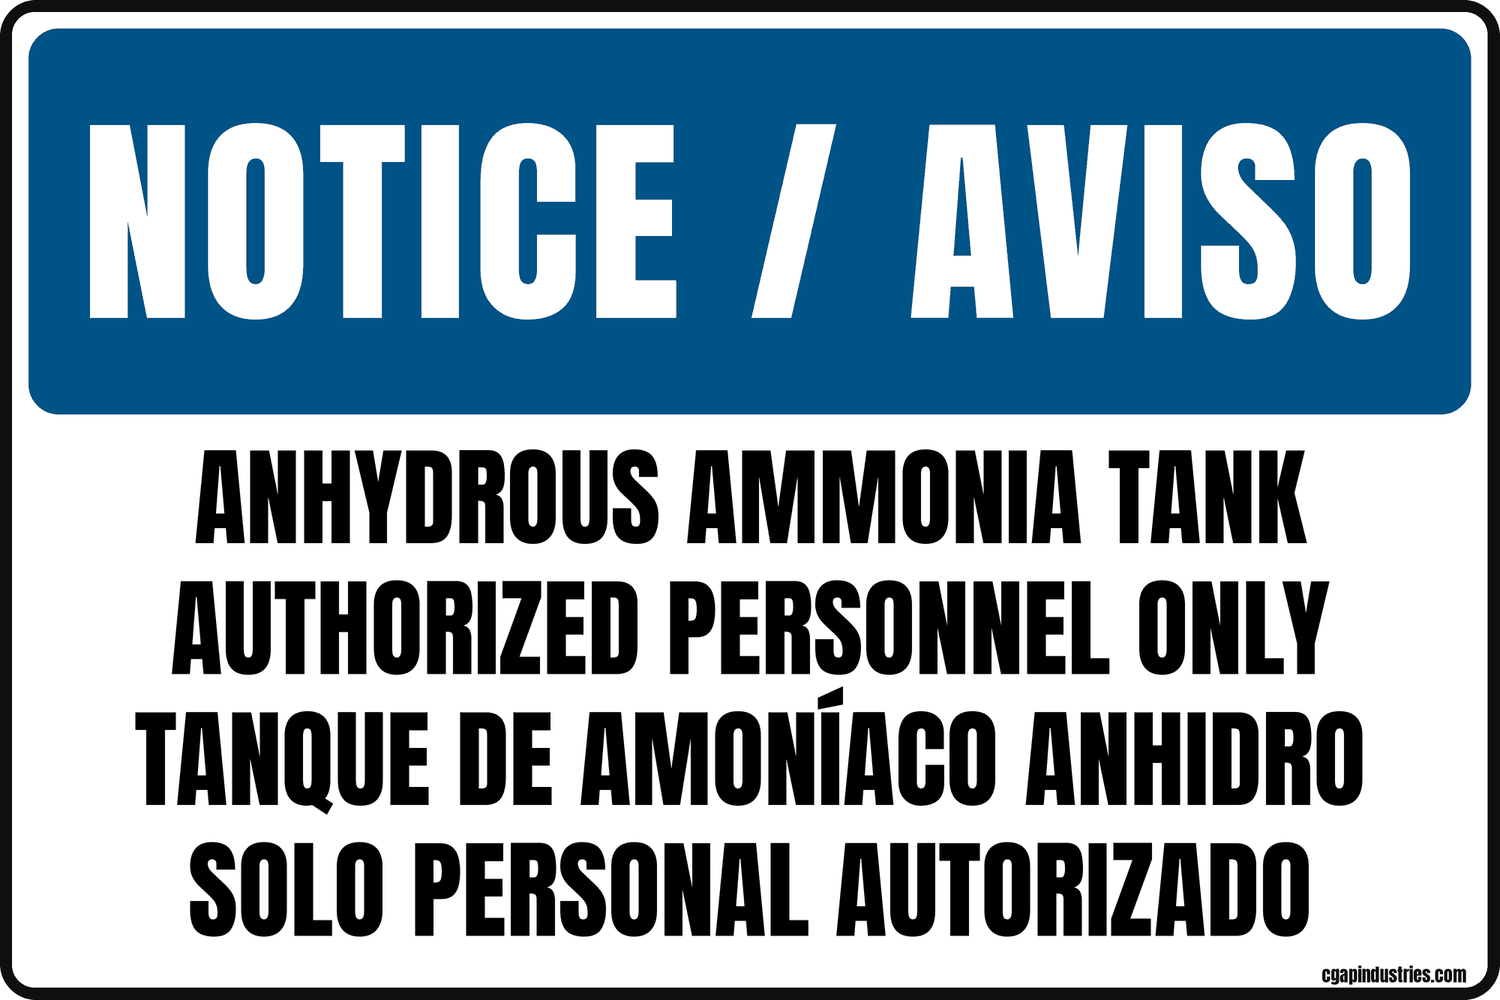 NOTICE / AVISO
ANHYDROUS AMMONIA TANK
AUTHORIZED PERSONNEL ONLY
TANQUE DE AMONÍACO ANHIDRO
SOLO PERSONAL AUTORIZADO
cgapindustries.com